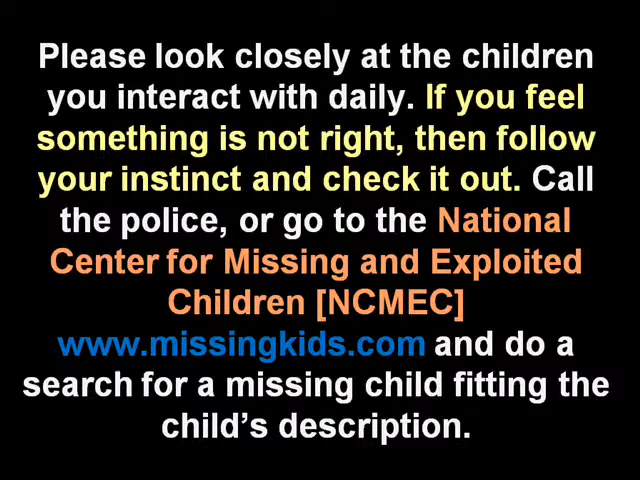 Please look closely at the children
you interact with daily. If you feel
something is not right, then follow
your instinct and check it out. Call
the police, or go to the National
Center for Missing and Exploited
Children [NCMEC]
www.missingkids.com and do a
search for a missing child fitting the
child’s description.